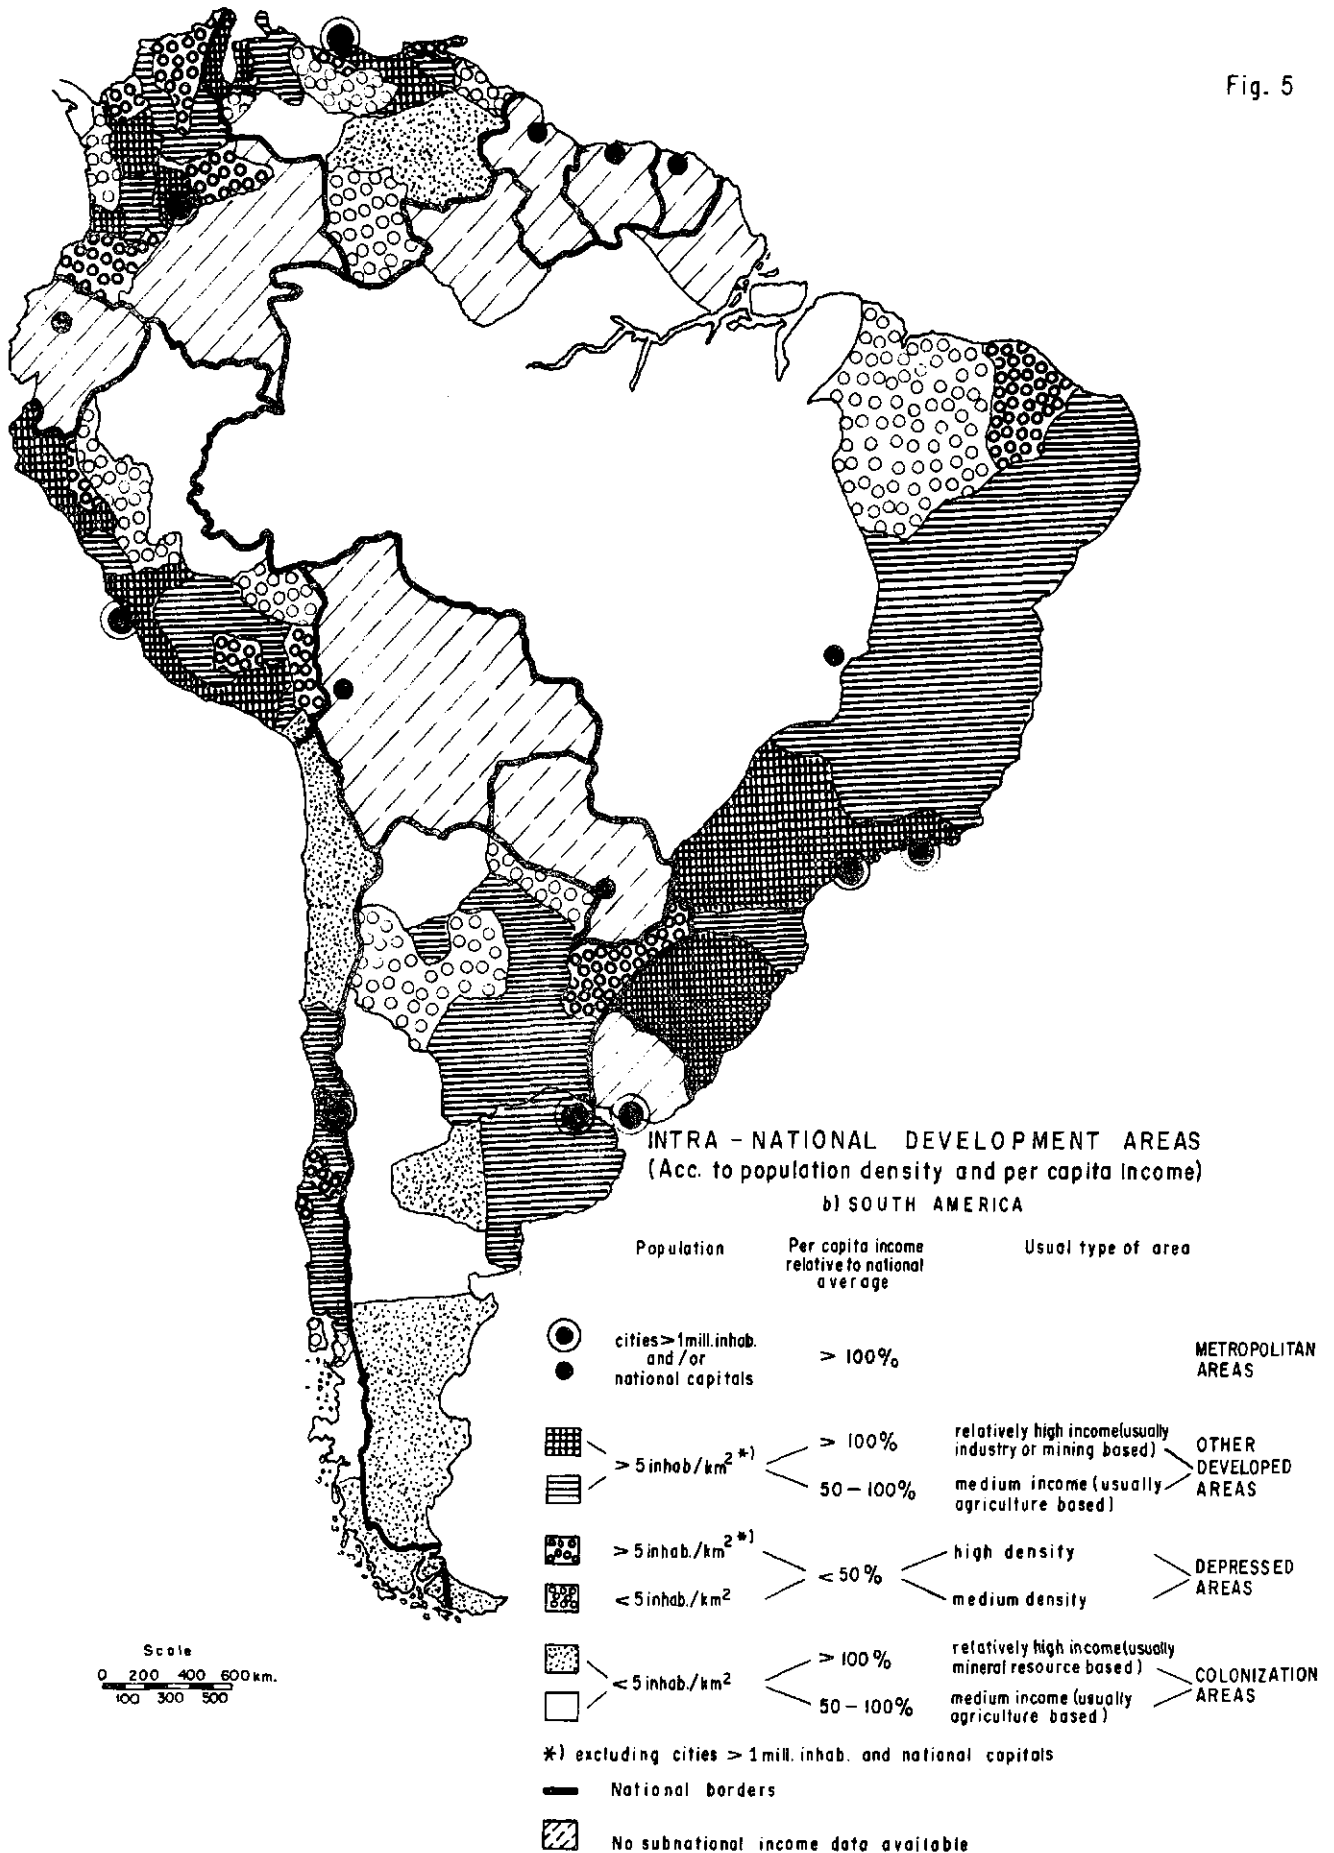 Fig. 5
INTRA-NATIONAL DEVELOPMENT AREAS
(Acc. to population density and per capita income)
b) SOUTH AMERICA
Population
Per capita income
relative to national
average
Usual type of area
cities > 1 mill. inhab.
and/or
national capitals
> 100%
METROPOLITAN
AREAS
> 5 inhab/km² *)
> 100%
relatively high income (usually
industry or mining based)
50-100%
medium income (usually
agriculture based)
OTHER
DEVELOPED
AREAS
> 5 inhab./km² *)
< 5 inhab./km²
< 50%
high density
medium density
DEPRESSED
AREAS
< 5 inhab./km²
> 100%
relatively high income (usually
mineral resource based)
50-100%
medium income (usually
agriculture based)
COLONIZATION
AREAS
*) excluding cities > 1 mill. inhab. and national capitals
National borders
No subnational income data available
Scale
0 200 400 600 km.
100 300 500